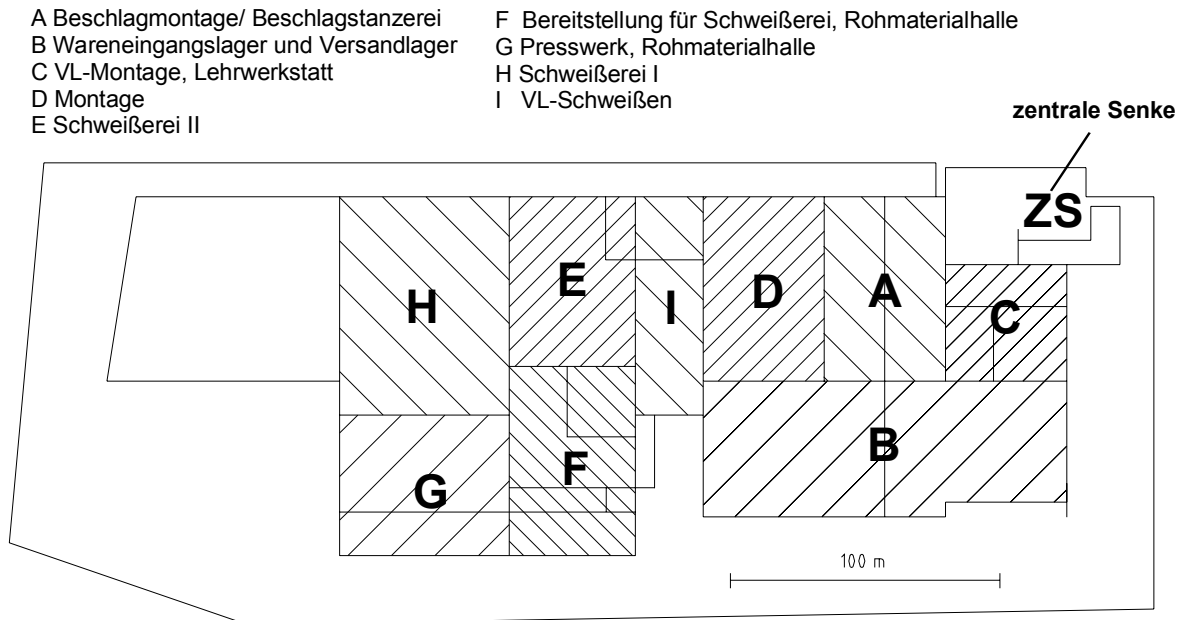 A Beschlagmontage/ Beschlagstanzerei
B Wareneingangslager und Versandlager
C VL-Montage, Lehrwerkstatt
D Montage
E Schweißerei II
F Bereitstellung für Schweißerei, Rohmaterialhalle
G Presswerk, Rohmaterialhalle
H Schweißerei I
I VL-Schweißen
zentrale Senke
ZS
H
E
I
D
A
C
B
F
G
100 m